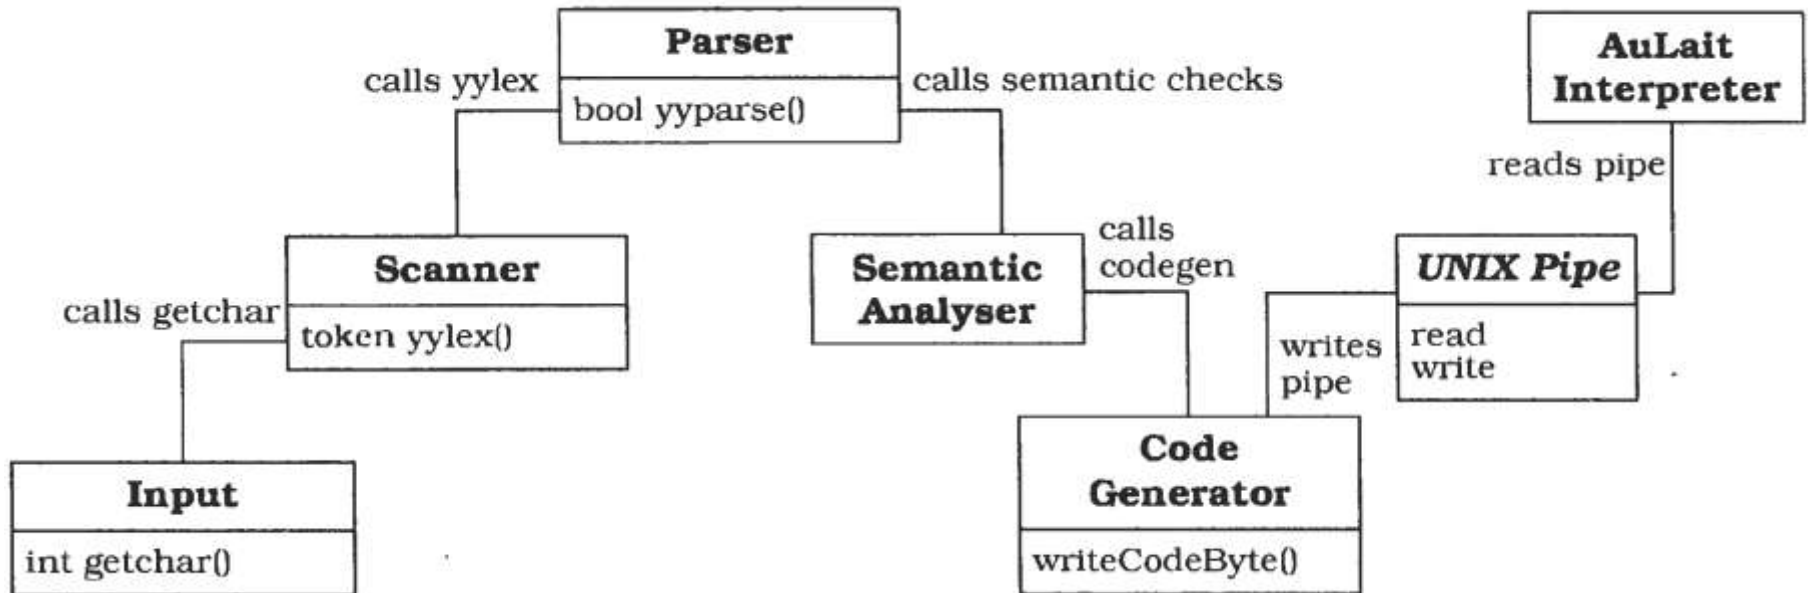 Parser
calls yylex
calls semantic checks
bool yyparse()
AuLait
Interpreter
reads pipe
Scanner
calls getchar
token yylex()
Semantic
Analyser
calls
codegen
UNIX Pipe
read
write
writes
pipe
Input
int getchar()
Code
Generator
writeCodeByte()